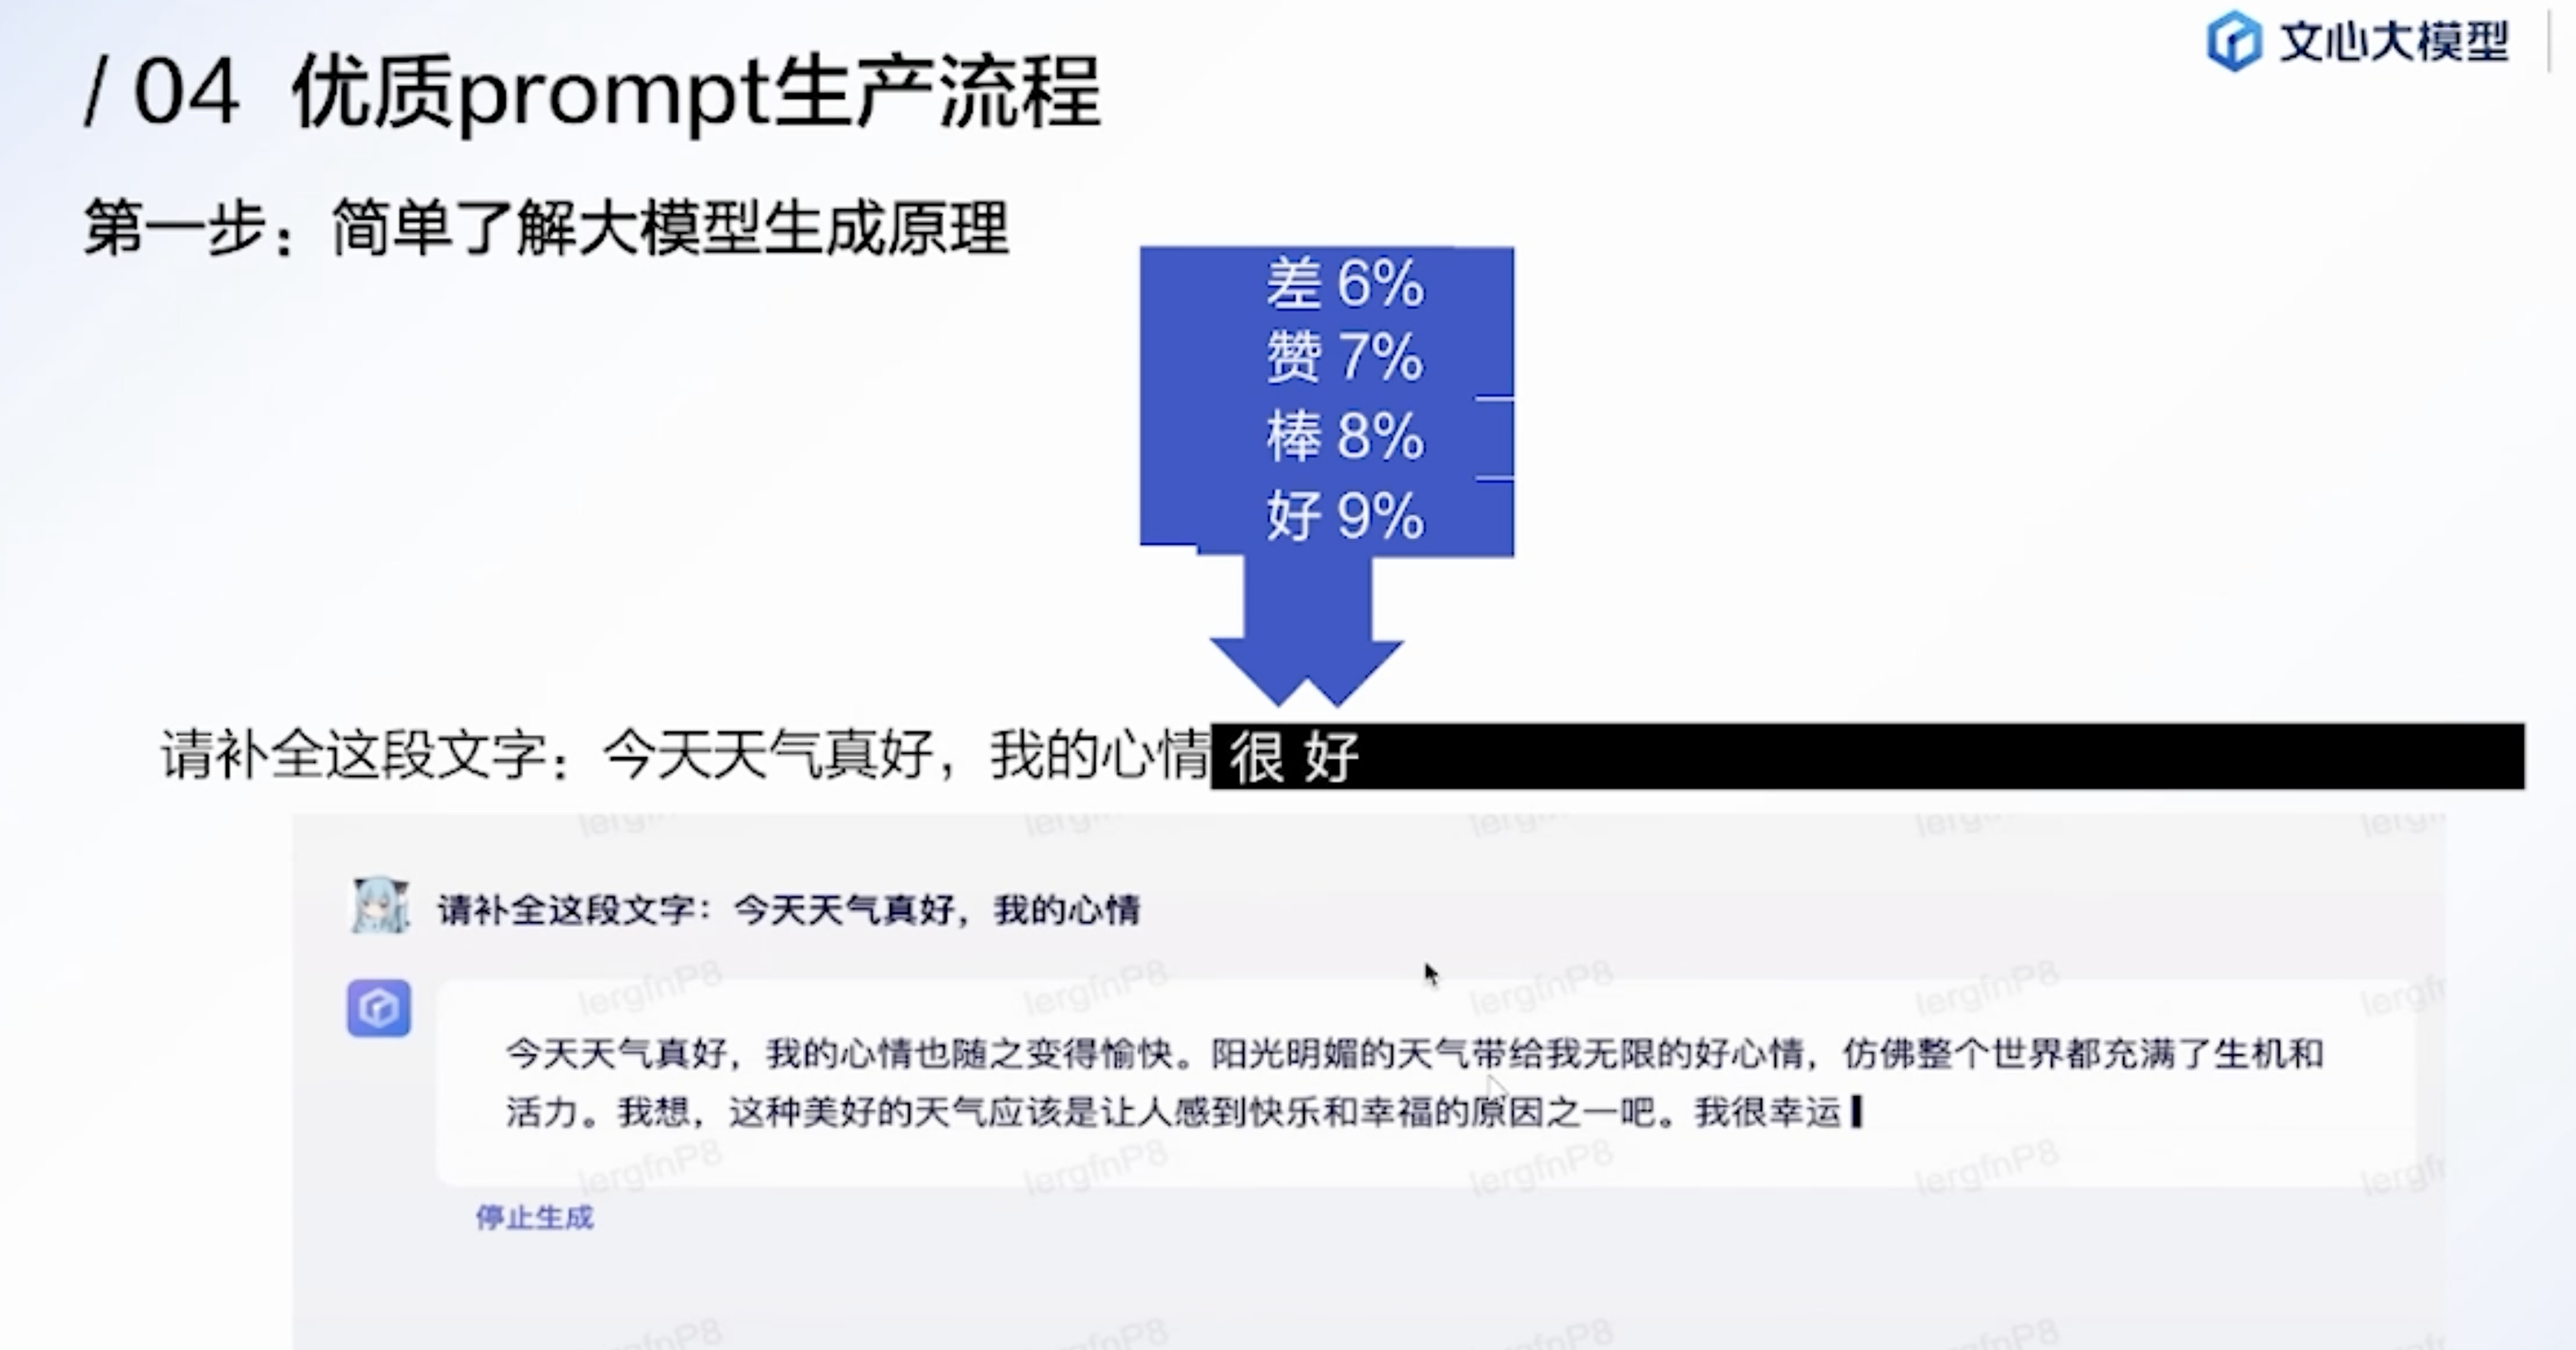 / 04 优质prompt生产流程
文心大模型
第一步：简单了解大模型生成原理
差 6%
赞 7%
棒 8%
好 9%
请补全这段文字：今天天气真好，我的心情 很 好
请补全这段文字：今天天气真好，我的心情
今天天气真好，我的心情也随之变得愉快。阳光明媚的天气带给我无限的好心情，仿佛整个世界都充满了生机和
活力。我想，这种美好的天气应该是让人感到快乐和幸福的原因之一吧。我很幸运
停止生成